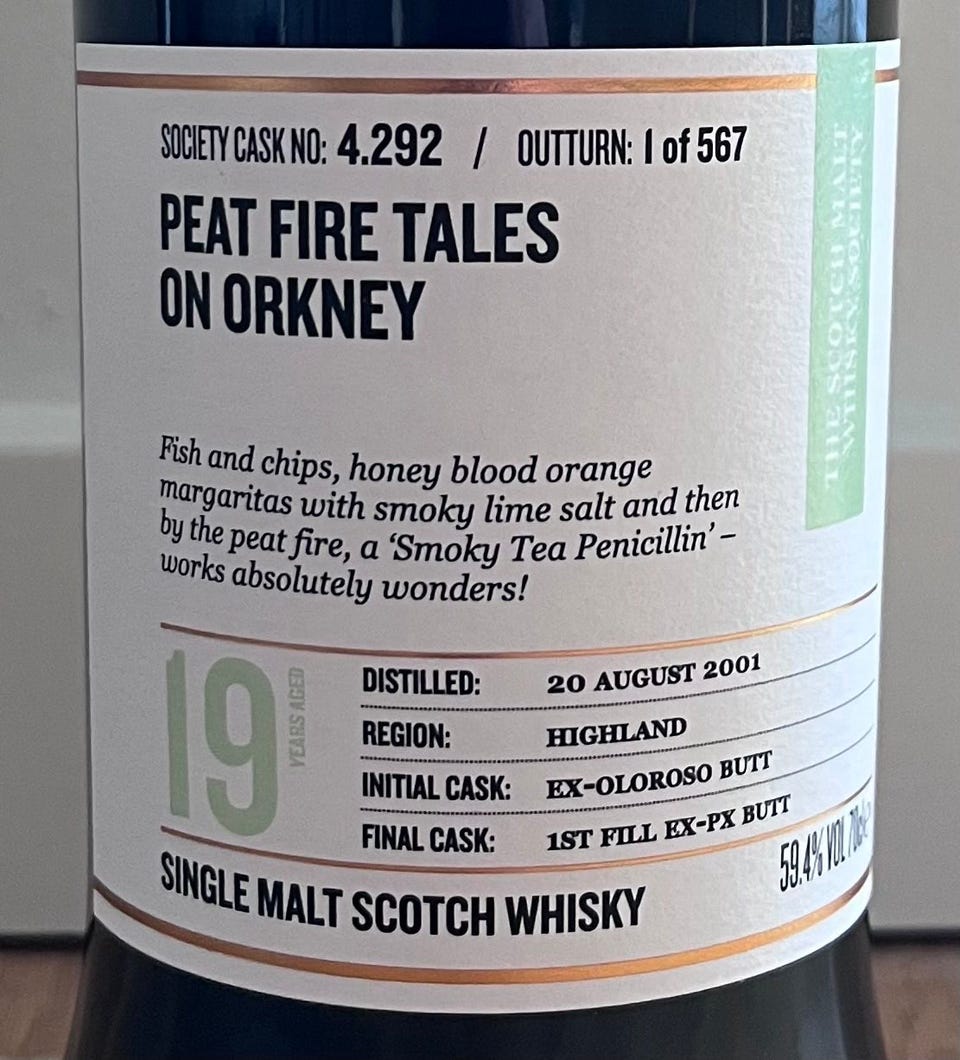 SOCIETY CASK NO: 4.292 / OUTTURN: 1 of 567
PEAT FIRE TALES
ON ORKNEY
THE SCOTCH MALT
WHISKY SOCIETY
Fish and chips, honey blood orange
margaritas with smoky lime salt and then
by the peat fire, a ‘Smoky Tea Penicillin’ –
works absolutely wonders!
19 YEARS AGED
DISTILLED: 20 AUGUST 2001
REGION: HIGHLAND
INITIAL CASK: EX-OLOROSO BUTT
FINAL CASK: 1ST FILL EX-PX BUTT
59.4% VOL 70cl e
SINGLE MALT SCOTCH WHISKY